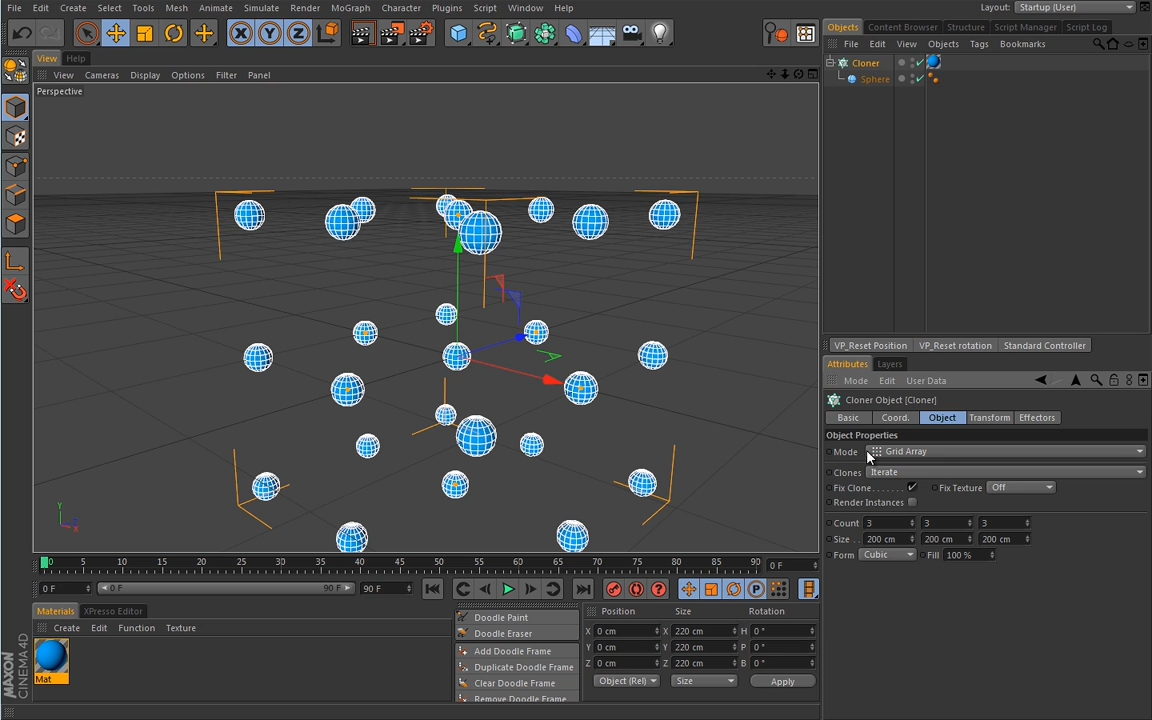 File Edit Create Select Tools Mesh Animate Simulate Render MoGraph Character Plugins Script Window Help Layout: Startup (User)
X Y Z
View Help
View Cameras Display Options Filter Panel
Perspective
Y
X
Objects Content Browser Structure Script Manager Script Log
File Edit View Objects Tags Bookmarks
Cloner
Sphere
VP_Reset Position VP_Reset rotation Standard Controller
Attributes Layers
Mode Edit User Data
Cloner Object [Cloner]
Basic Coord. Object Transform Effectors
Object Properties
Mode Grid Array
Clones Iterate
Fix Clone....... Fix Texture Off
Render Instances
Count 3 3 3
Size .. 200 cm 200 cm 200 cm
Form Cubic Fill 100 %
0 5 10 15 20 25 30 35 40 45 50 55 60 65 70 75 80 85 90 0 F
0 F 0 F 90 F 90 F
P
Materials XPresso Editor
Create Edit Function Texture
Mat
MAXON
CINEMA 4D
Doodle Paint
Doodle Eraser
Add Doodle Frame
Duplicate Doodle Frame
Clear Doodle Frame
Remove Doodle Frame
Position Size Rotation
X 0 cm X 220 cm H 0 °
Y 0 cm Y 220 cm P 0 °
Z 0 cm Z 220 cm B 0 °
Object (Rel) Size Apply